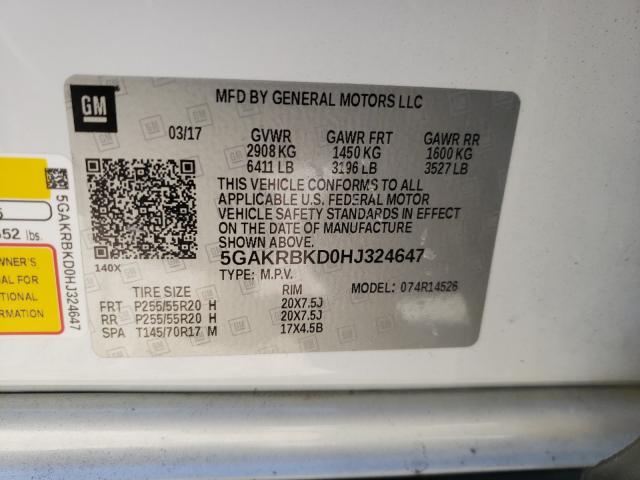 GM
MFD BY GENERAL MOTORS LLC
03/17 GVWR GAWR FRT GAWR RR
2908 KG 1450 KG 1600 KG
6411 LB 3196 LB 3527 LB
THIS VEHICLE CONFORMS TO ALL
APPLICABLE U.S. FEDERAL MOTOR
VEHICLE SAFETY STANDARDS IN EFFECT
ON THE DATE OF MANUFACTURE
SHOWN ABOVE.
140X
5GAKRBKD0HJ324647
TYPE: M.P.V. MODEL: 074R14526
TIRE SIZE RIM
FRT P255/55R20 H 20X7.5J
RR P255/55R20 H 20X7.5J
SPA T145/70R17 M 17X4.5B
5GAKRBKD0HJ324647
lbs.
OWNER'S
FOR
INFORMATION